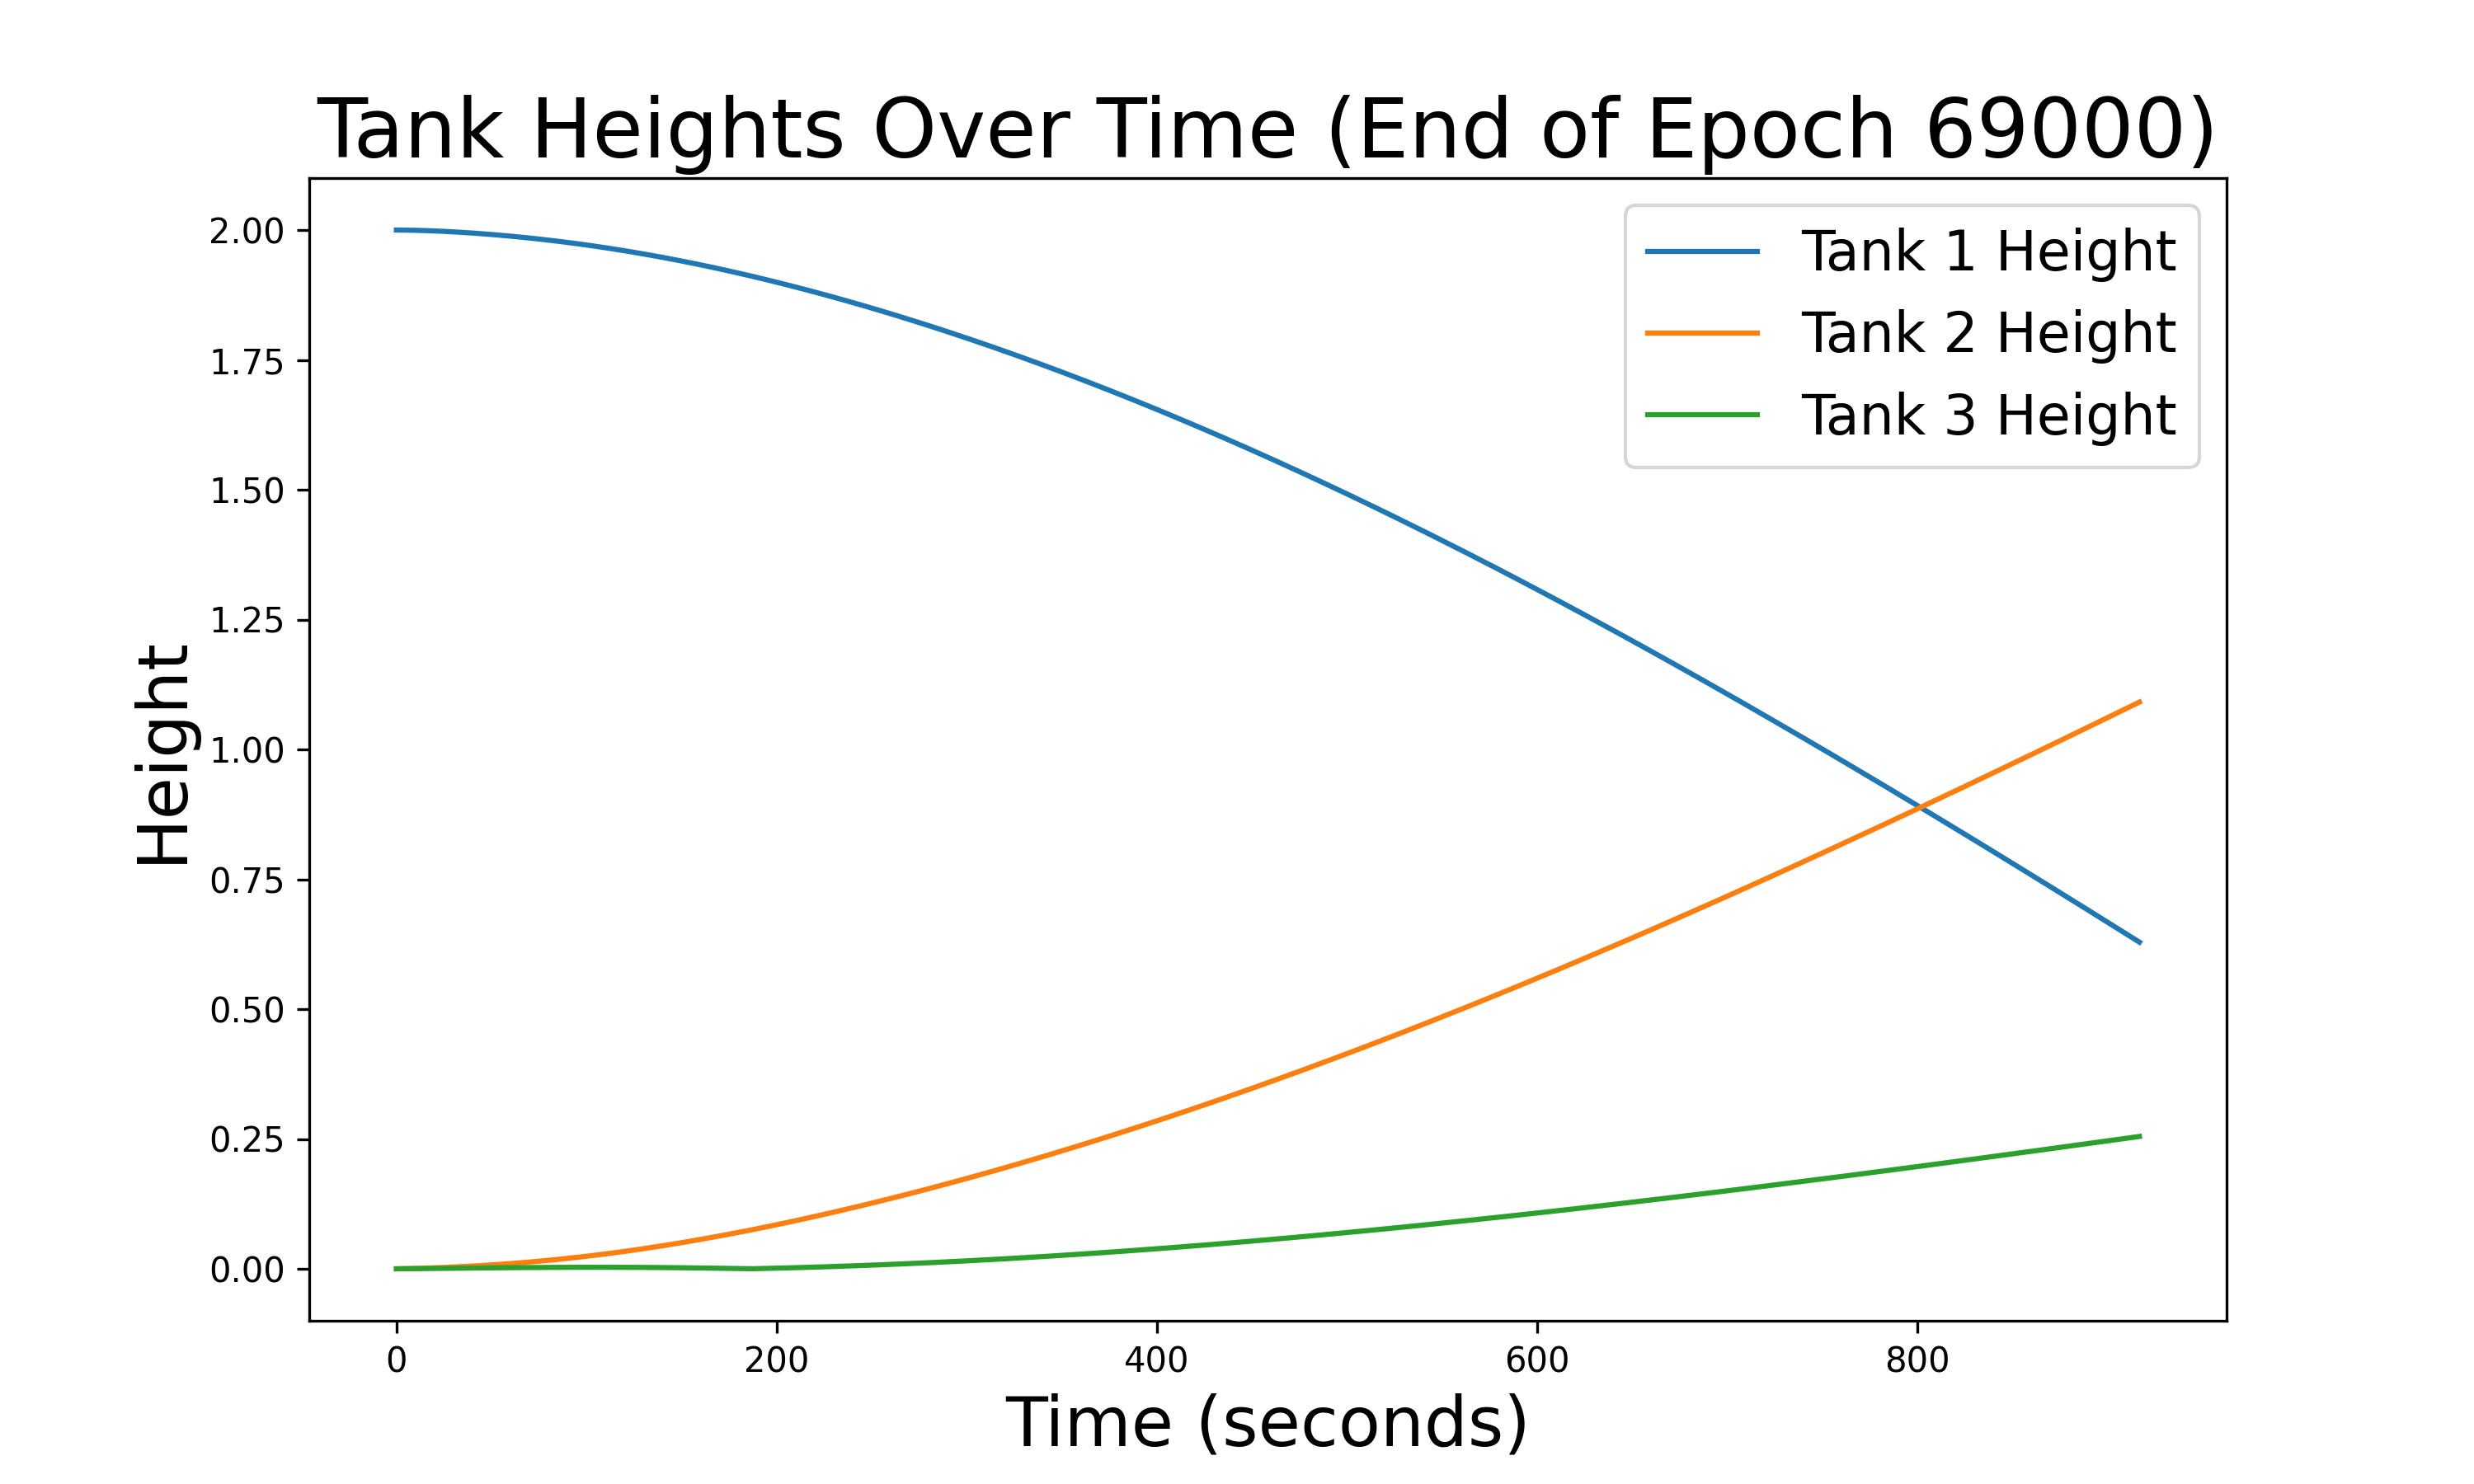 Tank Heights Over Time (End of Epoch 69000)
Tank 1 Height
Tank 2 Height
Tank 3 Height
Height
2.00
1.75
1.50
1.25
1.00
0.75
0.50
0.25
0.00
0 200 400 600 800
Time (seconds)